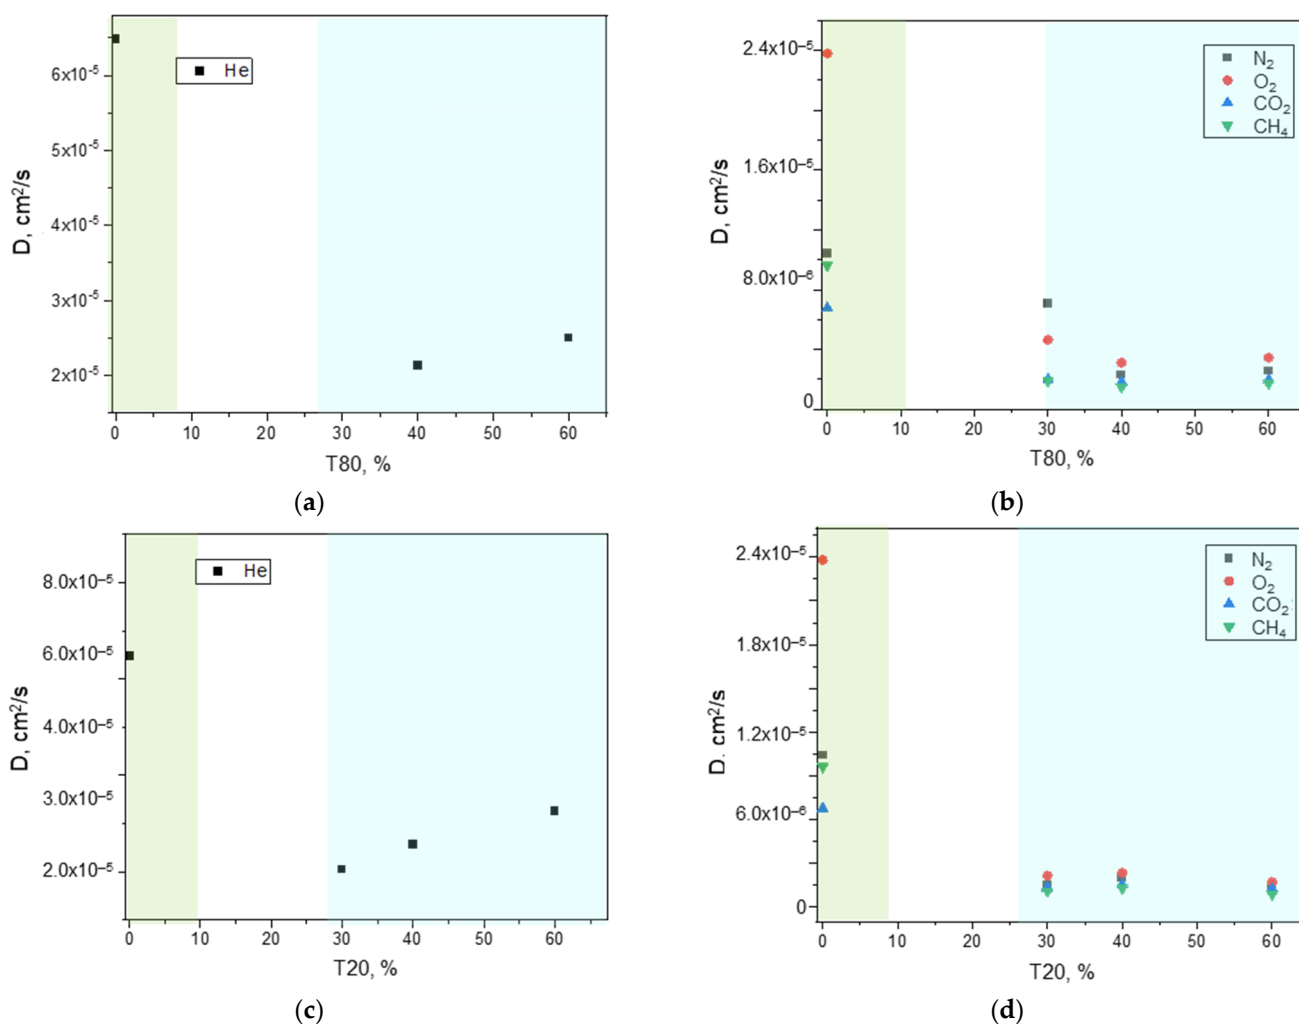 He
6x10⁻⁵
5x10⁻⁵
4x10⁻⁵
3x10⁻⁵
2x10⁻⁵
D, cm²/s
0 10 20 30 40 50 60
T80, %
(a)
N₂
O₂
CO₂
CH₄
2.4x10⁻⁵
1.6x10⁻⁵
8.0x10⁻⁶
0
D, cm²/s
0 10 20 30 40 50 60
T80, %
(b)
He
8.0x10⁻⁵
6.0x10⁻⁵
4.0x10⁻⁵
3.0x10⁻⁵
2.0x10⁻⁵
D, cm²/s
0 10 20 30 40 50 60
T20, %
(c)
N₂
O₂
CO₂
CH₄
2.4x10⁻⁵
1.8x10⁻⁵
1.2x10⁻⁵
6.0x10⁻⁶
0
D. cm²/s
0 10 20 30 40 50 60
T20, %
(d)